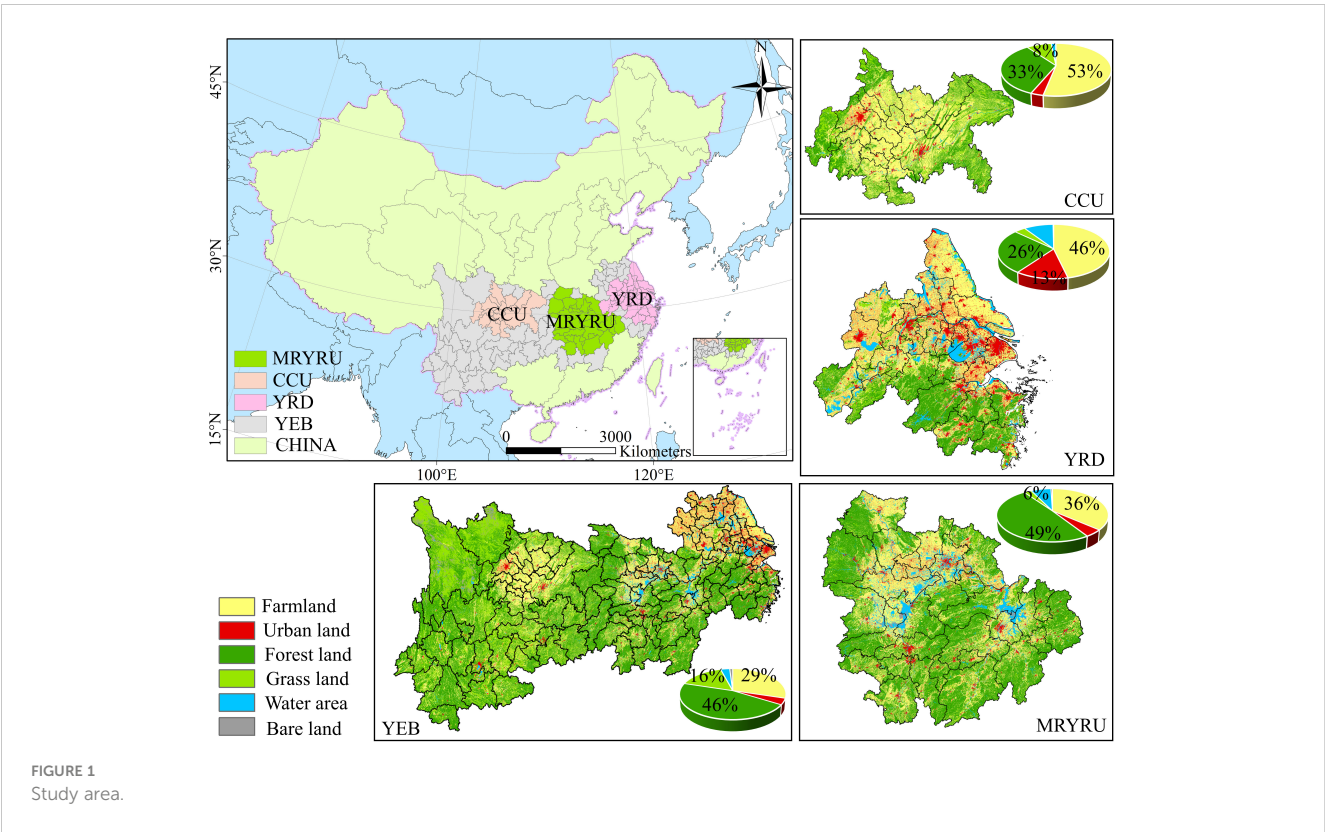 N
45°N
30°N
15°N
CCU
MRYRU
YRD
MRYRU
CCU
YRD
YEB
CHINA
0 3000
Kilometers
100°E 120°E
8%
33% 53%
CCU
26% 46%
13%
YRD
Farmland
Urban land
Forest land
Grass land
Water area
Bare land
16% 29%
46%
YEB
6% 36%
49%
MRYRU
FIGURE 1
Study area.